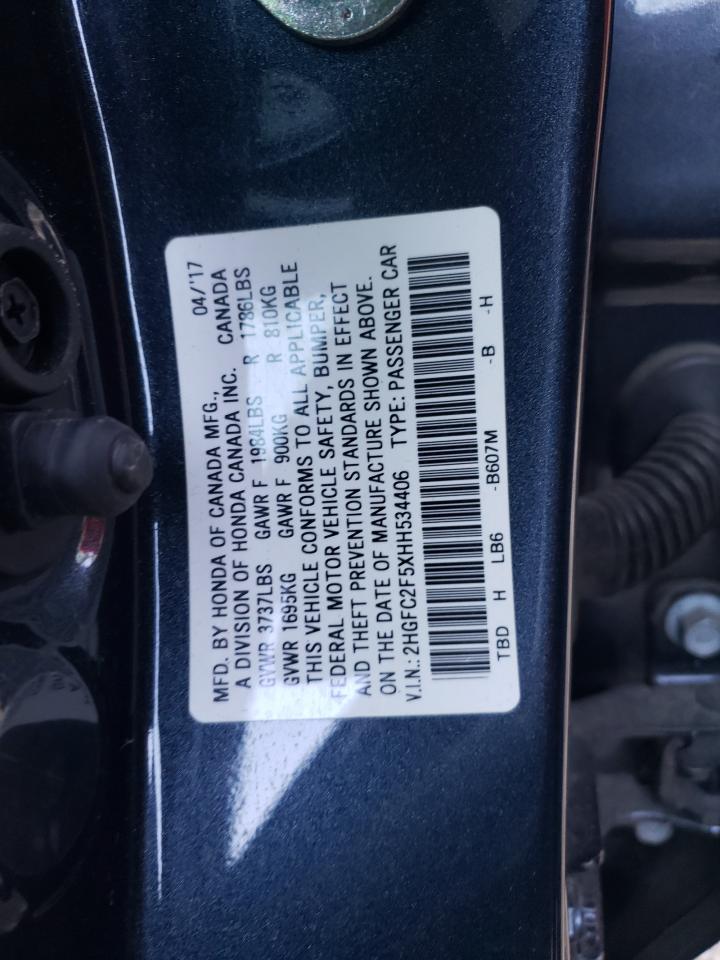 MFD. BY HONDA OF CANADA MFG., 04/'17
A DIVISION OF HONDA CANADA INC. CANADA
GVWR 3737LBS GAWR F 1984LBS R 1786LBS
GVWR 1695KG GAWR F 900KG R 810KG
THIS VEHICLE CONFORMS TO ALL APPLICABLE
FEDERAL MOTOR VEHICLE SAFETY, BUMPER,
AND THEFT PREVENTION STANDARDS IN EFFECT
ON THE DATE OF MANUFACTURE SHOWN ABOVE.
V.I.N.: 2HGFC2F5XHH534406 TYPE: PASSENGER CAR
TBD H LB6 -B607M -B -H